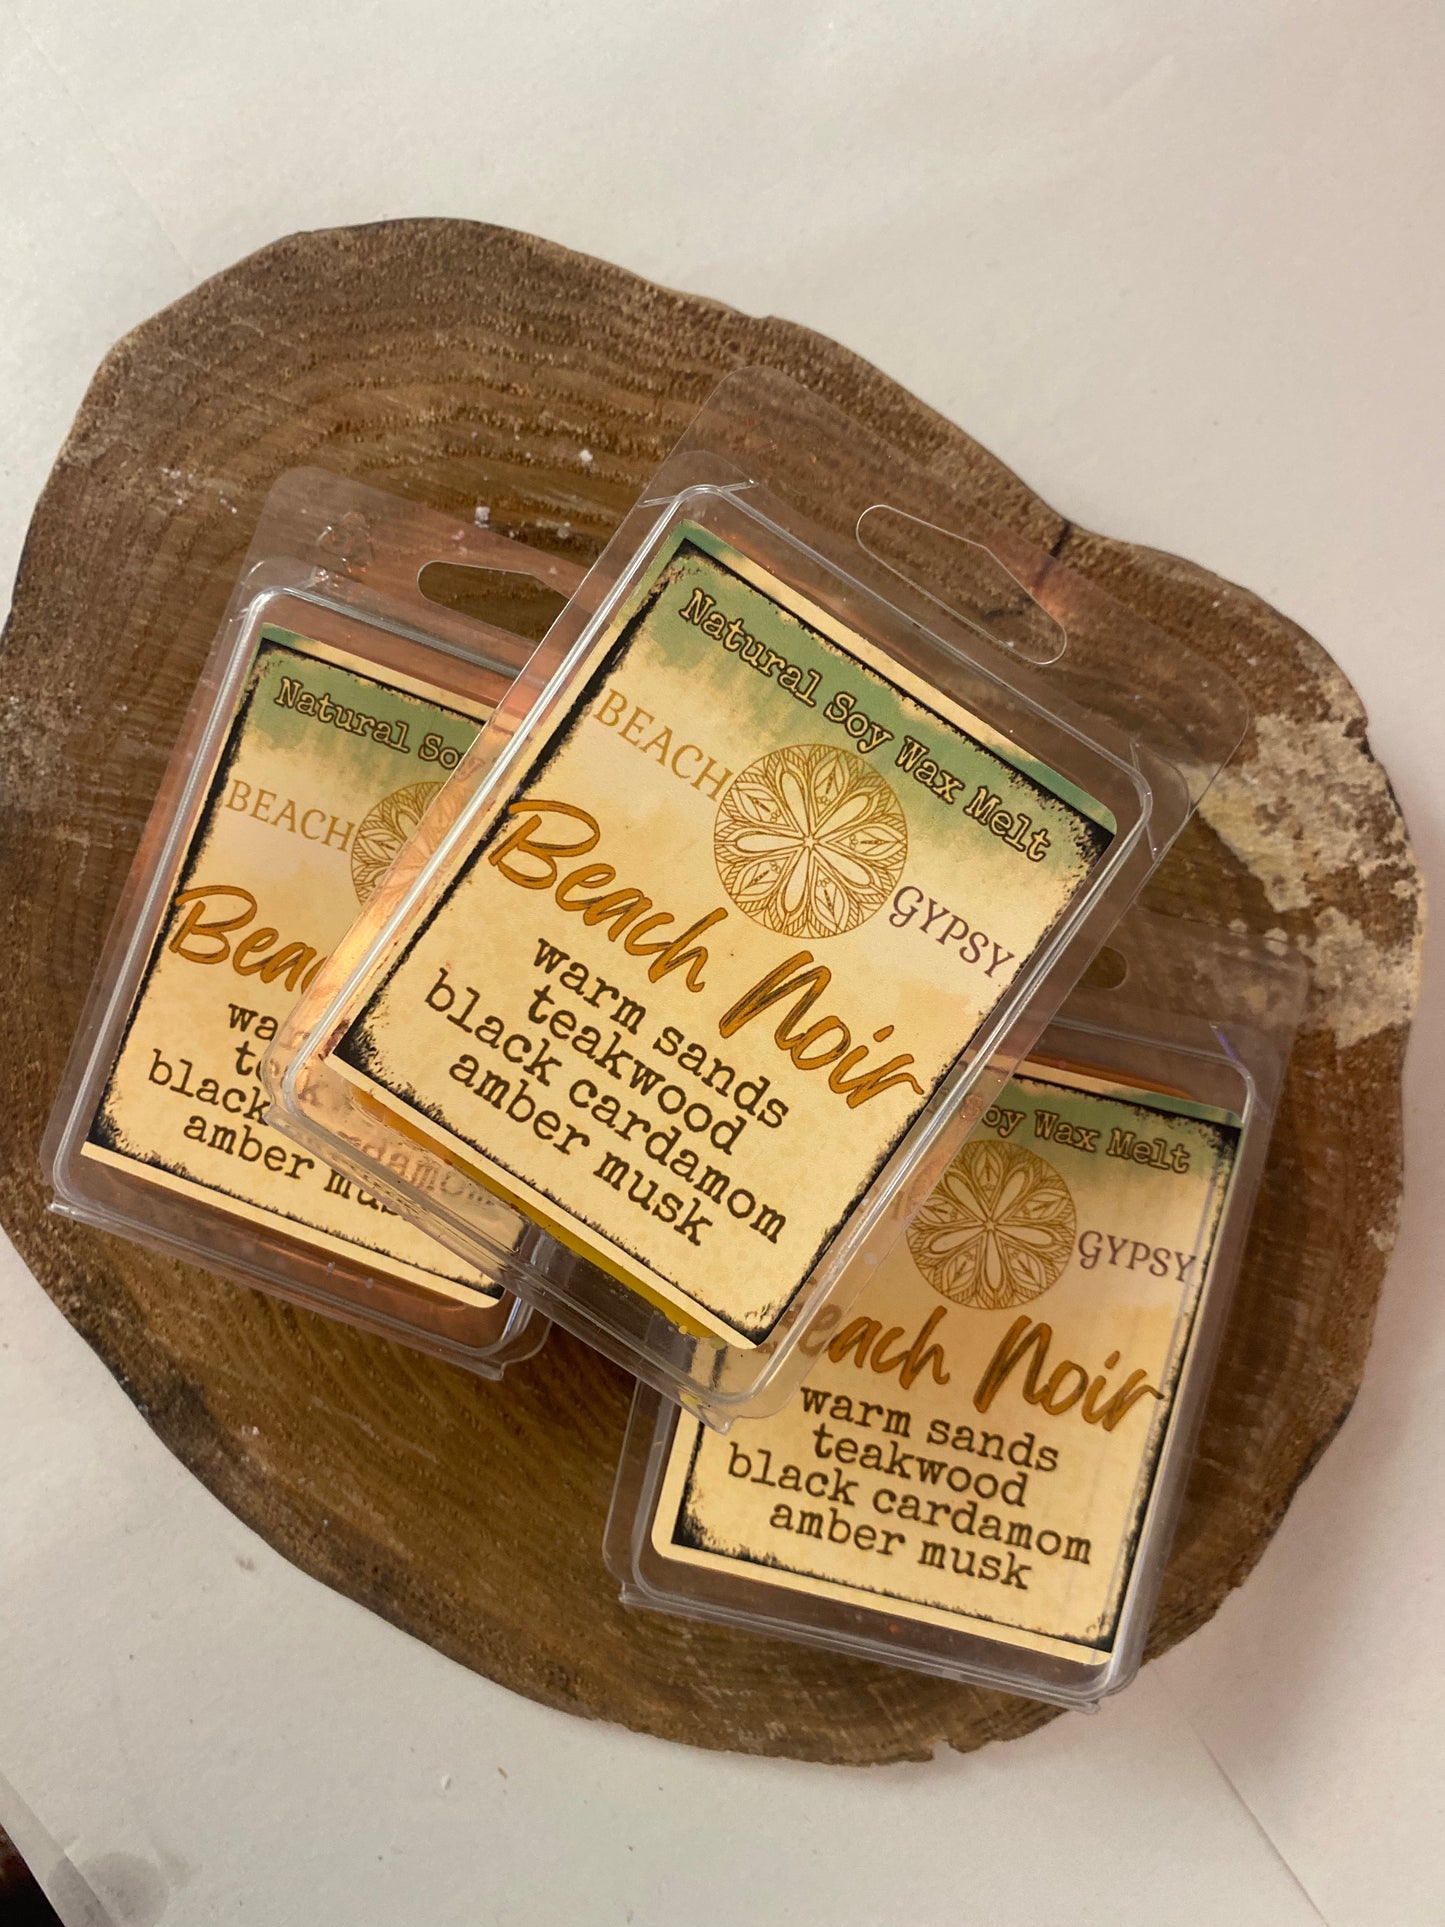 Natural Soy Wax Melt
BEACH
GYPSY
Beach Noir
warm sands
teakwood
black cardamom
amber musk
Natural Soy
BEACH
black
amber
Soy Wax Melt
GYPSY
Beach Noir
warm sands
teakwood
black cardamom
amber musk